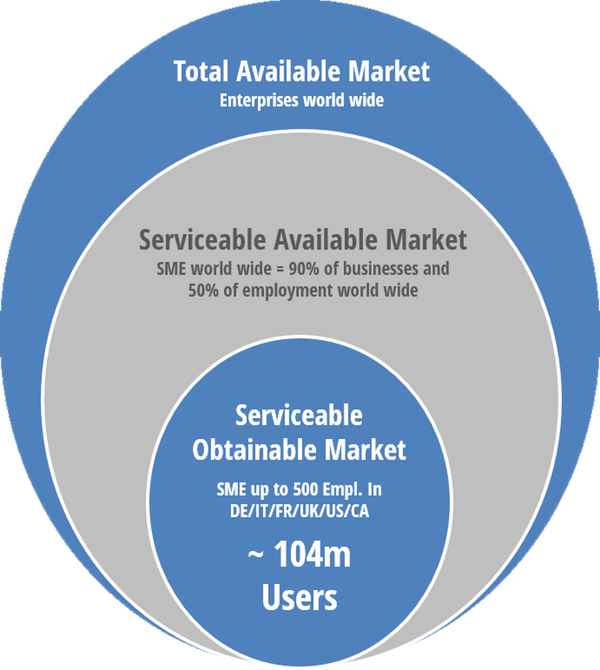 Total Available Market
Enterprises world wide
Serviceable Available Market
SME world wide = 90% of businesses and
50% of employment world wide
Serviceable
Obtainable Market
SME up to 500 Empl. In
DE/IT/FR/UK/US/CA
~ 104m
Users